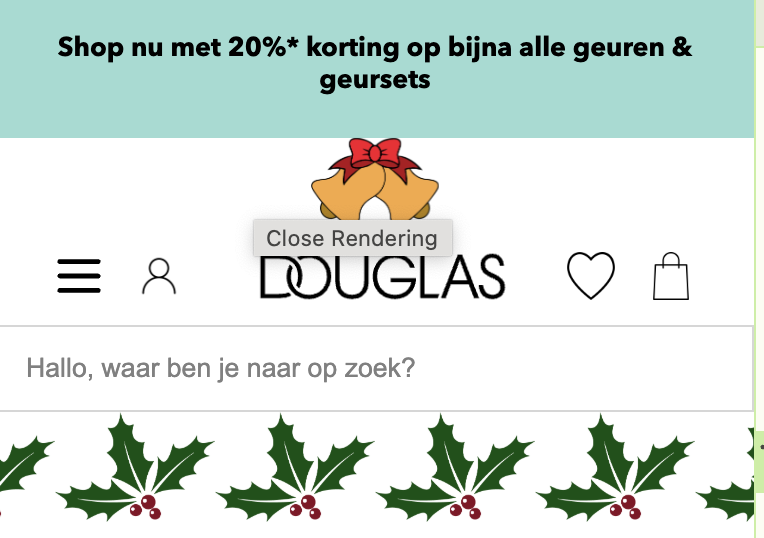 Shop nu met 20%* korting op bijna alle geuren &
geursets
Close Rendering
DOUGLAS
Hallo, waar ben je naar op zoek?